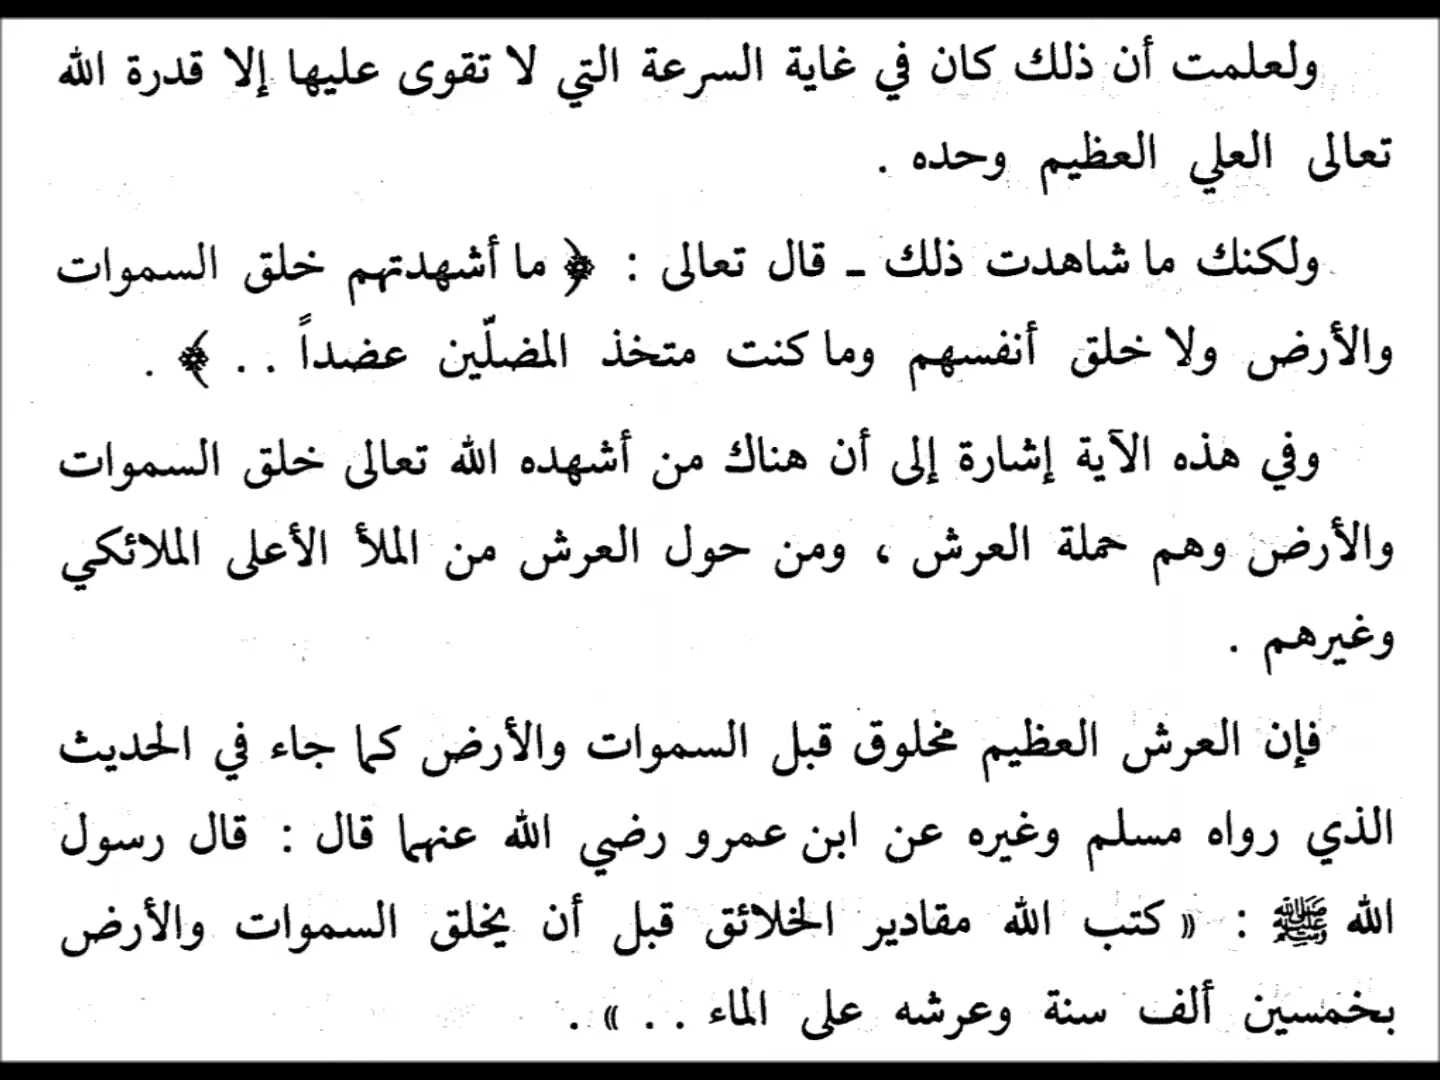 ولعلمت أن ذلك كان في غاية السرعة التي لا تقوى عليها إلا قدرة الله
تعالى العلي العظيم وحده .
ولكنك ما شاهدت ذلك ـ قال تعالى : ﴿ ما أشهدتهم خلق السموات
والأرض ولا خلق أنفسهم وما كنت متخذ المضلّين عضداً . . ﴾ .
وفي هذه الآية إشارة إلى أن هناك من أشهده الله تعالى خلق السموات
والأرض وهم حملة العرش ، ومن حول العرش من الملأ الأعلى الملائكي
وغيرهم .
فإن العرش العظيم مخلوق قبل السموات والأرض كما جاء في الحديث
الذي رواه مسلم وغيره عن ابن عمرو رضي الله عنهما قال : قال رسول
الله ﷺ : « كتب الله مقادير الخلائق قبل أن يخلق السموات والأرض
بخمسين ألف سنة وعرشه على الماء . . » .